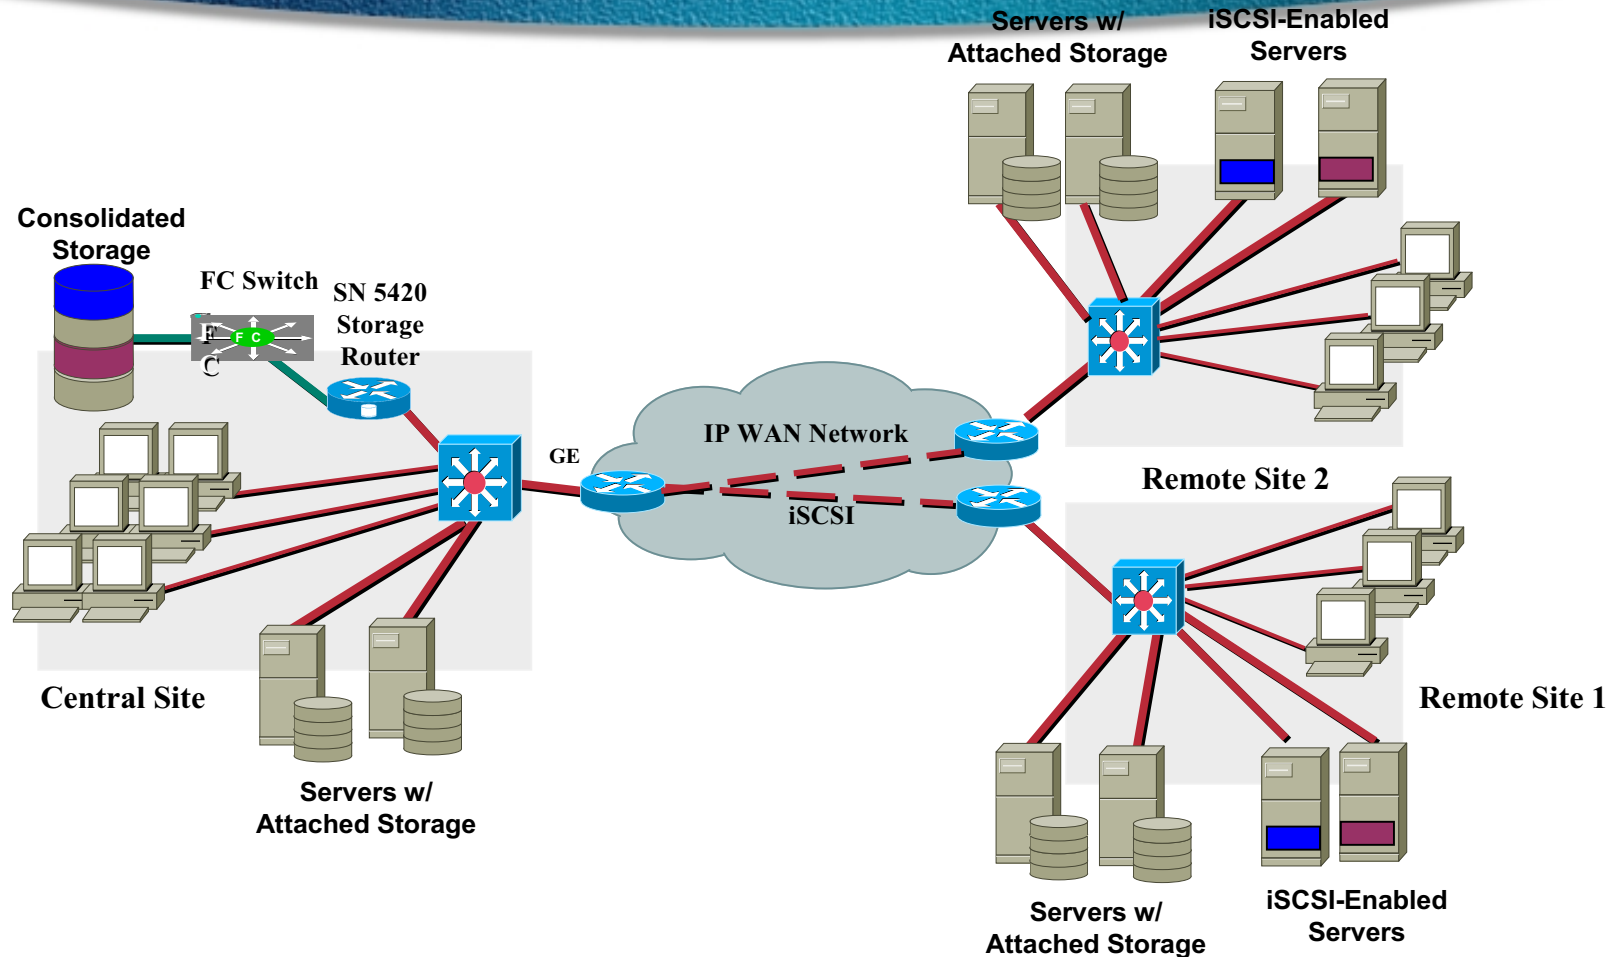 Servers w/
Attached Storage
iSCSI-Enabled
Servers
Consolidated
Storage
FC Switch
SN 5420
Storage
Router
F
C
F C
IP WAN Network
GE
iSCSI
Remote Site 2
Central Site
Remote Site 1
Servers w/
Attached Storage
Servers w/
Attached Storage
iSCSI-Enabled
Servers